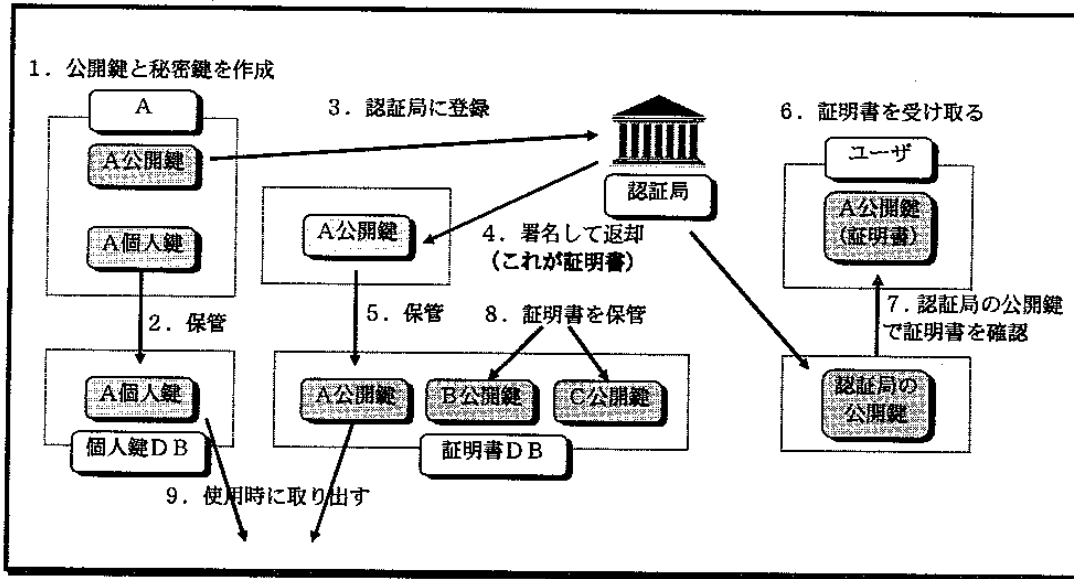 1．公開鍵と秘密鍵を作成
A
3．認証局に登録
6．証明書を受け取る
A公開鍵
ユーザ
認証局
A公開鍵
（証明書）
A個人鍵
A公開鍵
4．署名して返却
（これが証明書）
2．保管
5．保管
8．証明書を保管
7．認証局の公開鍵
で証明書を確認
A個人鍵
A公開鍵
B公開鍵
C公開鍵
認証局の
公開鍵
個人鍵DB
証明書DB
9．使用時に取り出す